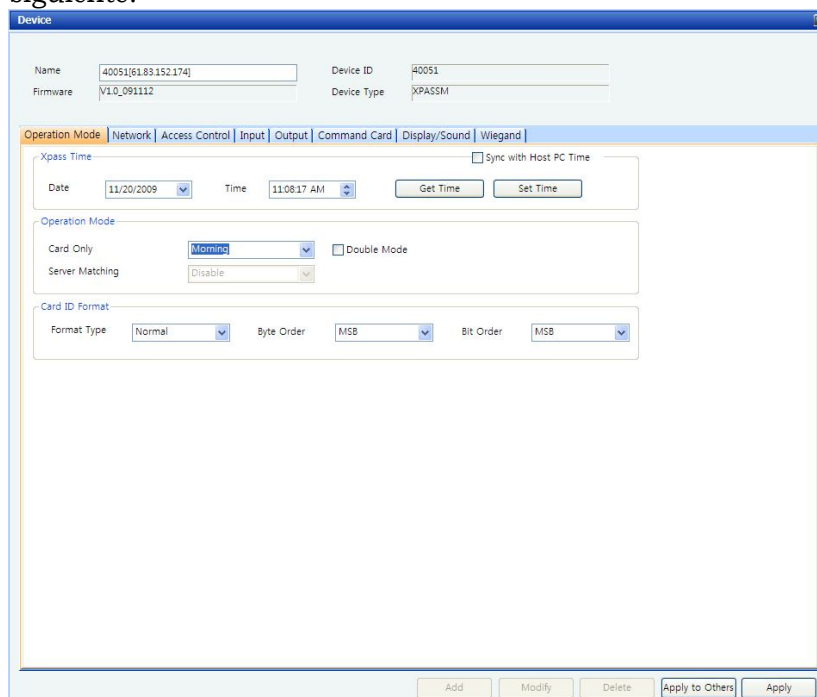 siguiente.
Device
Name 40051[61.83.152.174] Device ID 40051
Firmware V1.0_091112 Device Type XPASSM
Operation Mode Network Access Control Input Output Command Card Display/Sound Wiegand
Xpass Time Sync with Host PC Time
Date 11/20/2009 Time 11:08:17 AM Get Time Set Time
Operation Mode
Card Only Morning Double Mode
Server Matching Disable
Card ID Format
Format Type Normal Byte Order MSB Bit Order MSB
Add Modify Delete Apply to Others Apply